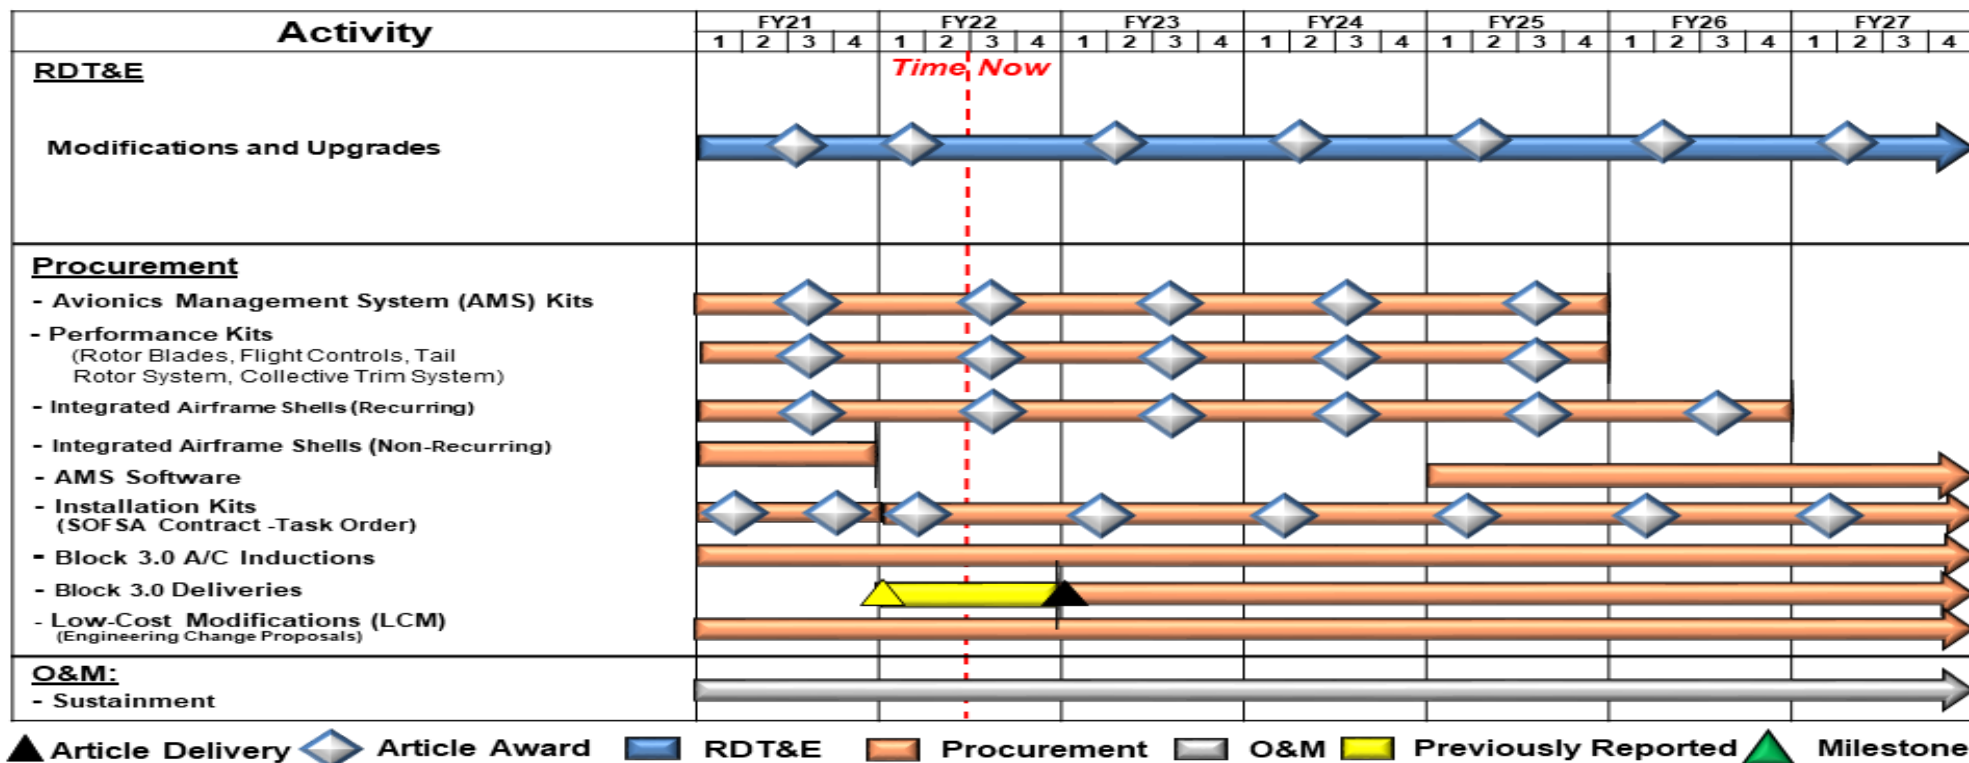 Activity
FY21 FY22 FY23 FY24 FY25 FY26 FY27
1 2 3 4 1 2 3 4 1 2 3 4 1 2 3 4 1 2 3 4 1 2 3 4 1 2 3 4
RDT&E
Time Now
Modifications and Upgrades
Procurement
- Avionics Management System (AMS) Kits
- Performance Kits
(Rotor Blades, Flight Controls, Tail
Rotor System, Collective Trim System)
- Integrated Airframe Shells (Recurring)
- Integrated Airframe Shells (Non-Recurring)
- AMS Software
- Installation Kits
(SOFSA Contract -Task Order)
- Block 3.0 A/C Inductions
- Block 3.0 Deliveries
- Low-Cost Modifications (LCM)
(Engineering Change Proposals)
O&M:
- Sustainment
Article Delivery Article Award RDT&E Procurement O&M Previously Reported Milestone